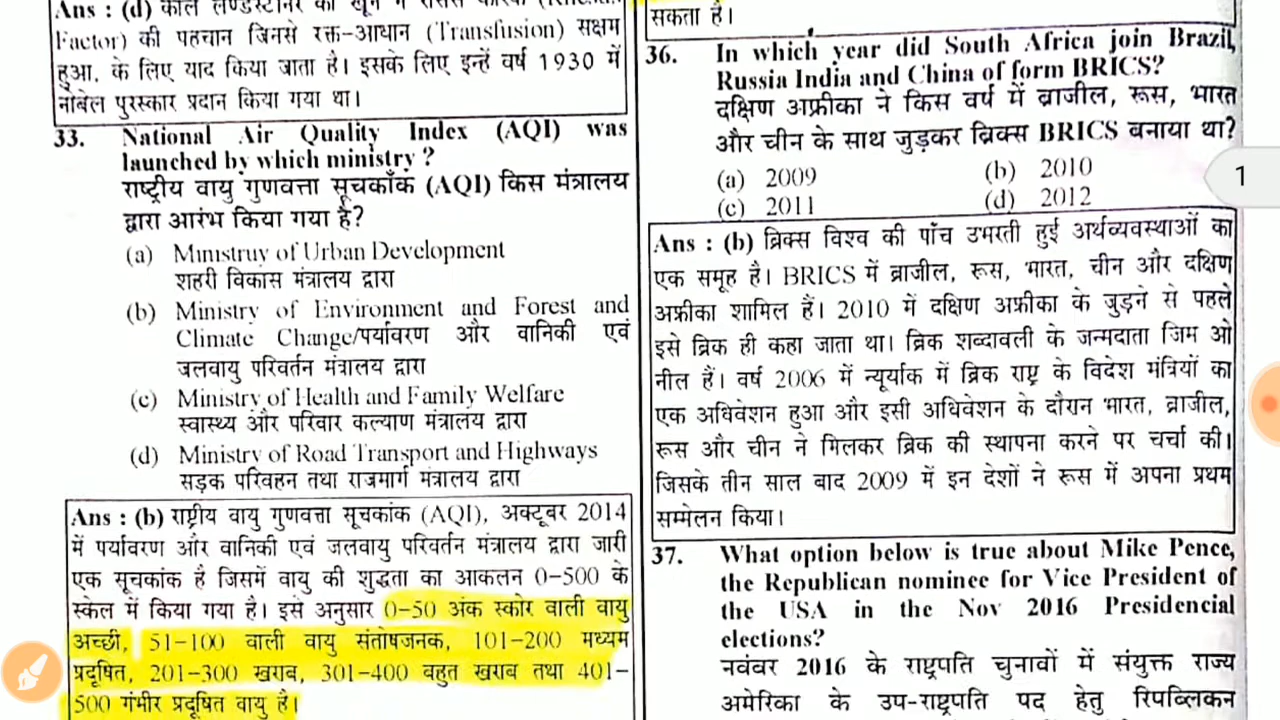 Ans : (d) कार्ल लैण्डस्टीनर को खून में
Factor) की पहचान जिनसे रक्त-आधान (Transfusion) सक्षम
हुआ, के लिए याद किया जाता है। इसके लिए इन्हें वर्ष 1930 में
नोबेल पुरस्कार प्रदान किया गया था।
33. National Air Quality Index (AQI) was
launched by which ministry ?
राष्ट्रीय वायु गुणवत्ता सूचकाँक (AQI) किस मंत्रालय
द्वारा आरंभ किया गया है?
(a) Ministruy of Urban Development
शहरी विकास मंत्रालय द्वारा
(b) Ministry of Environment and Forest and
Climate Change/पर्यावरण और वानिकी एवं
जलवायु परिवर्तन मंत्रालय द्वारा
(c) Ministry of Health and Family Welfare
स्वास्थ्य और परिवार कल्याण मंत्रालय द्वारा
(d) Ministry of Road Transport and Highways
सड़क परिवहन तथा राजमार्ग मंत्रालय द्वारा
Ans : (b) राष्ट्रीय वायु गुणवत्ता सूचकांक (AQI), अक्टूबर 2014
में पर्यावरण और वानिकी एवं जलवायु परिवर्तन मंत्रालय द्वारा जारी
एक सूचकांक है जिसमें वायु की शुद्धता का आकलन 0-500 के
स्केल में किया गया है। इसे अनुसार 0-50 अंक स्कोर वाली वायु
अच्छी, 51-100 वाली वायु संतोषजनक, 101-200 मध्यम
प्रदूषित, 201-300 खराब, 301-400 बहुत खराब तथा 401-
500 गंभीर प्रदूषित वायु है।
सकता है।
36. In which year did South Africa join Brazil,
Russia India and China of form BRICS?
दक्षिण अफ्रीका ने किस वर्ष में ब्राजील, रूस, भारत
और चीन के साथ जुड़कर ब्रिक्स BRICS बनाया था?
(a) 2009 (b) 2010
(c) 2011 (d) 2012
Ans : (b) ब्रिक्स विश्व की पाँच उभरती हुई अर्थव्यवस्थाओं का
एक समूह है। BRICS में ब्राजील, रूस, भारत, चीन और दक्षिण
अफ्रीका शामिल हैं। 2010 में दक्षिण अफ्रीका के जुड़ने से पहले
इसे ब्रिक ही कहा जाता था। ब्रिक शब्दावली के जन्मदाता जिम ओ
नील हैं। वर्ष 2006 में न्यूर्याक में ब्रिक राष्ट्र के विदेश मंत्रियों का
एक अधिवेशन हुआ और इसी अधिवेशन के दौरान भारत, ब्राजील,
रूस और चीन ने मिलकर ब्रिक की स्थापना करने पर चर्चा की।
जिसके तीन साल बाद 2009 में इन देशों ने रूस में अपना प्रथम
सम्मेलन किया।
37. What option below is true about Mike Pence,
the Republican nominee for Vice President of
the USA in the Nov 2016 Presidencial
elections?
नवंवर 2016 के राष्ट्रपति चुनावों में संयुक्त राज्य
अमेरिका के उप-राष्ट्रपति पद हेतु रिपब्लिकन
1